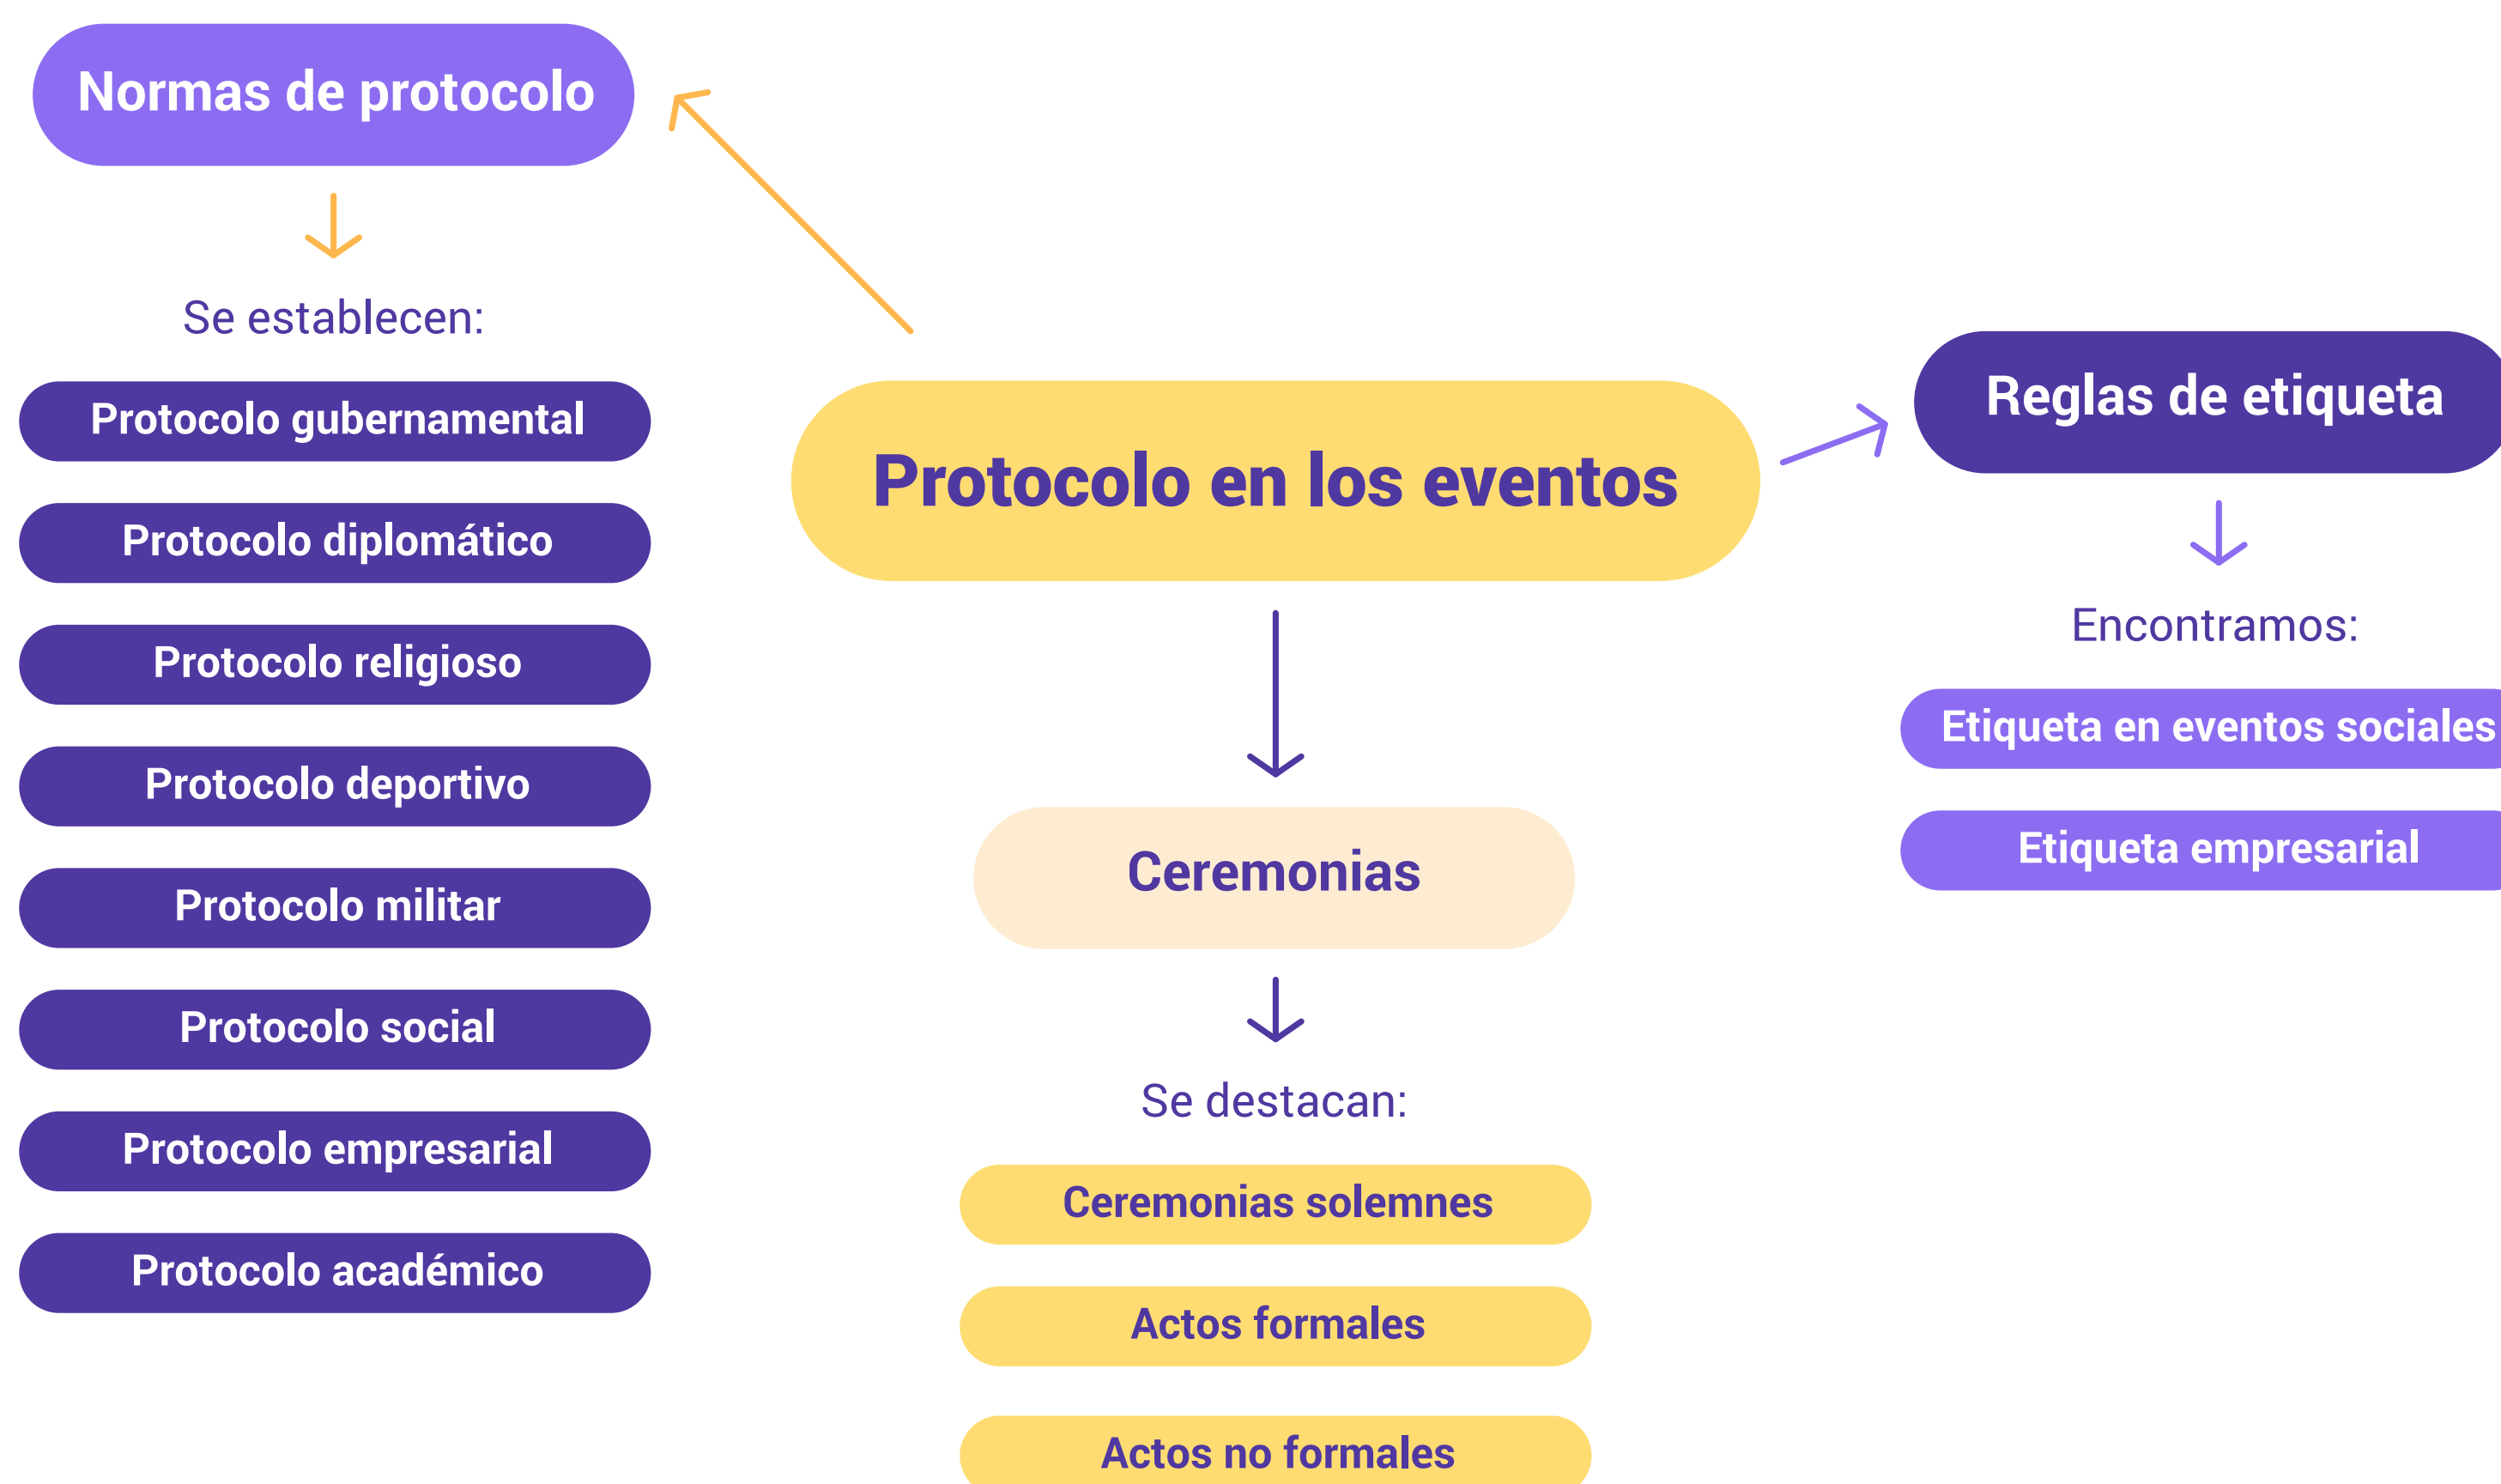 Normas de protocolo
Se establecen:
Protocolo gubernamental
Protocolo diplomático
Protocolo religioso
Protocolo deportivo
Protocolo militar
Protocolo social
Protocolo empresarial
Protocolo académico
Protocolo en los eventos
Ceremonias
Se destacan:
Ceremonias solemnes
Actos formales
Actos no formales
Reglas de etiqueta
Encontramos:
Etiqueta en eventos sociales
Etiqueta empresarial